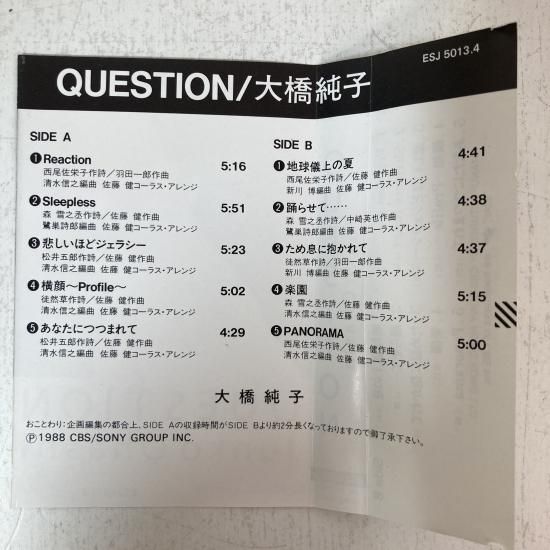 ESJ 5013.4
QUESTION/大橋純子
SIDE A
❶Reaction 5:16
西尾佐栄子作詩／羽田一郎作曲
清水信之編曲 佐藤 健コーラス・アレンジ
❷Sleepless 5:51
森 雪之丞作詩／佐藤 健作曲
鷺巣詩郎編曲 佐藤 健コーラス・アレンジ
❸悲しいほどジェラシー 5:23
松井五郎作詩／佐藤 健作曲
清水信之編曲 佐藤 健コーラス・アレンジ
❹横顔〜Profile〜 5:02
徒然草作詩／佐藤 健作曲
清水信之編曲 佐藤 健コーラス・アレンジ
❺あなたにつつまれて 4:29
松井五郎作詩／佐藤 健作曲
清水信之編曲 佐藤 健コーラス・アレンジ
SIDE B
❶地球儀上の夏 4:41
西尾佐栄子作詩／佐藤 健作曲
新川 博編曲 佐藤 健コーラス・アレンジ
❷踊らせて…… 4:38
森 雪之丞作詩／中崎英也作曲
鷺巣詩郎編曲 佐藤 健コーラス・アレンジ
❸ため息に抱かれて 4:37
徒然草作詩／羽田一郎作曲
新川 博編曲 佐藤 健コーラス・アレンジ
❹楽園 5:15
森 雪之丞作詩／佐藤 健作曲
清水信之編曲 佐藤 健コーラス・アレンジ
❺PANORAMA 5:00
西尾佐栄子作詩／佐藤 健作曲
清水信之編曲 佐藤 健コーラス・アレンジ
大橋純子
おことわり:企画編集の都合上、SIDE Aの収録時間がSIDE Bより約2分長くなっておりますので御了承下さい。
Ⓟ1988 CBS/SONY GROUP INC.